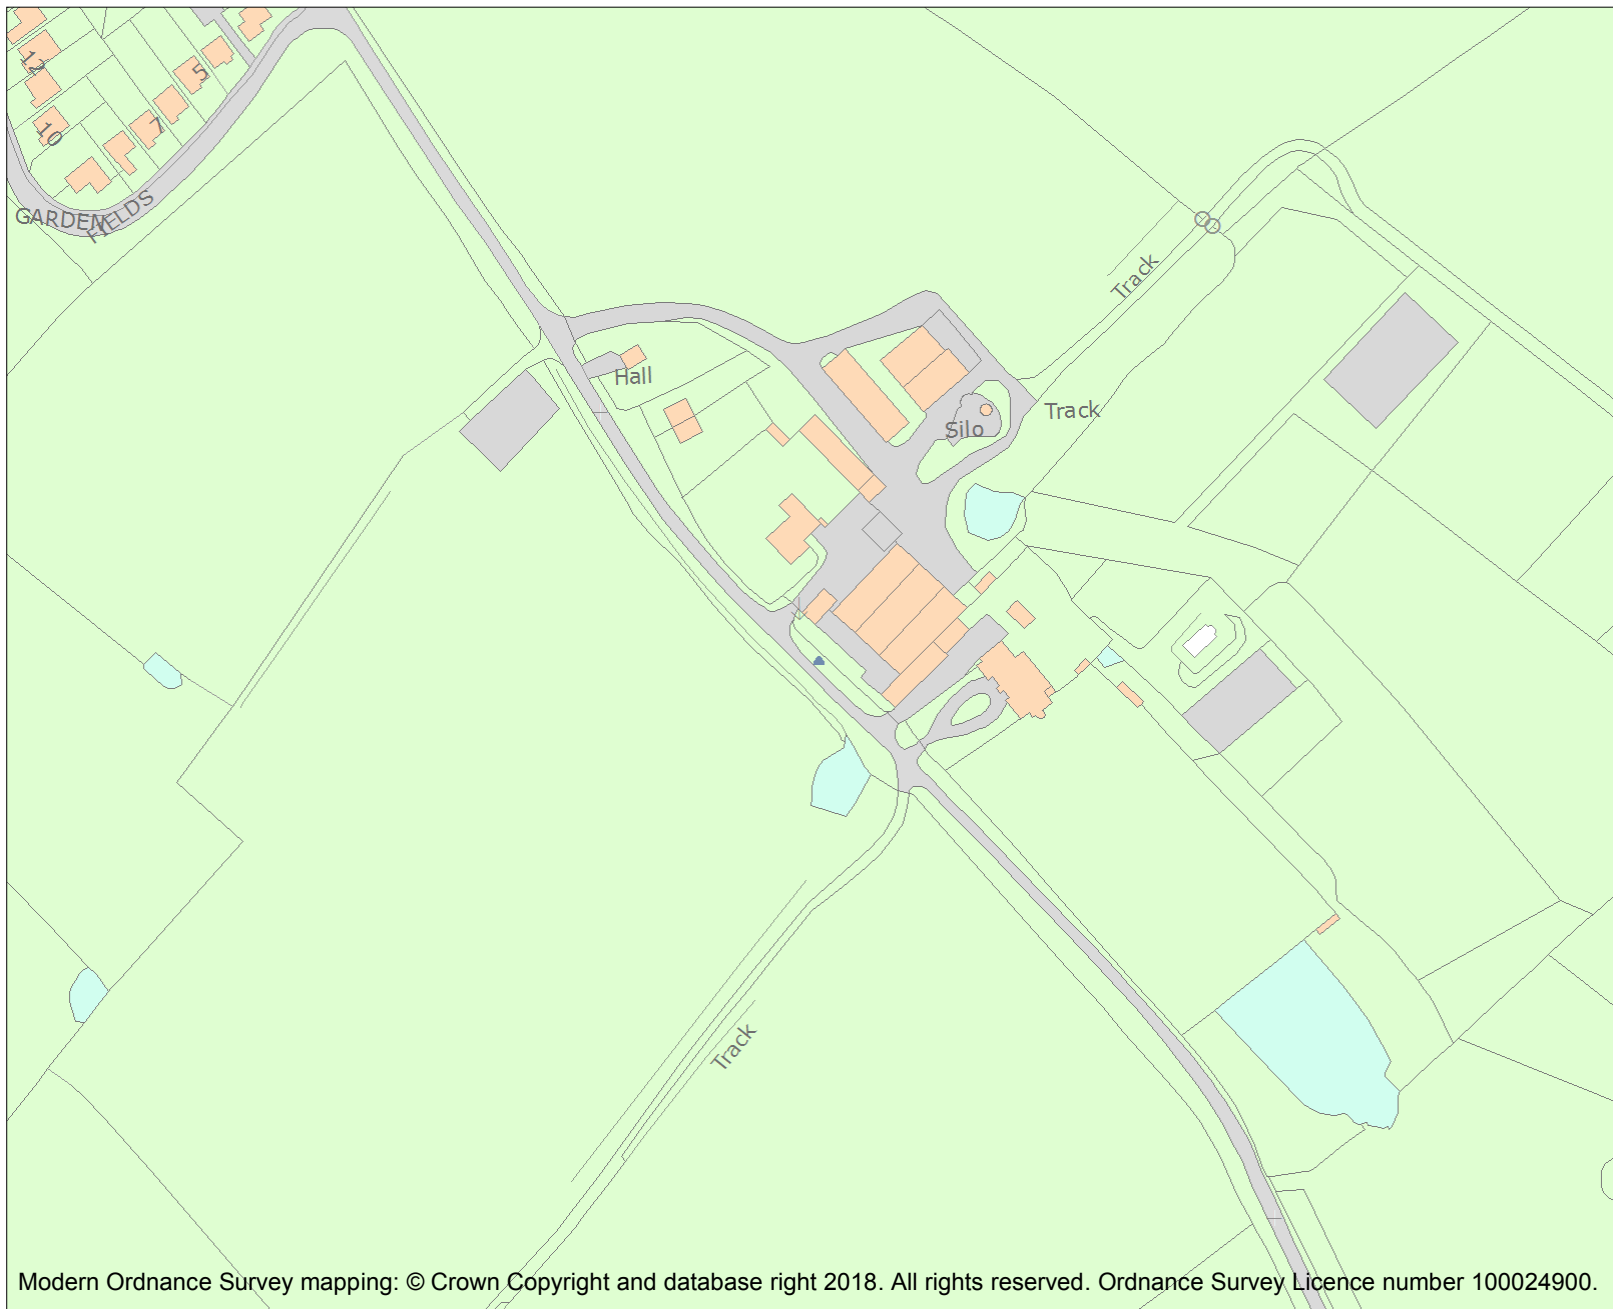 12
5
10
7
GARDEN
FIELDS
Track
Hall
Track
Silo
Track
Modern Ordnance Survey mapping: © Crown Copyright and database right 2018. All rights reserved. Ordnance Survey Licence number 100024900.